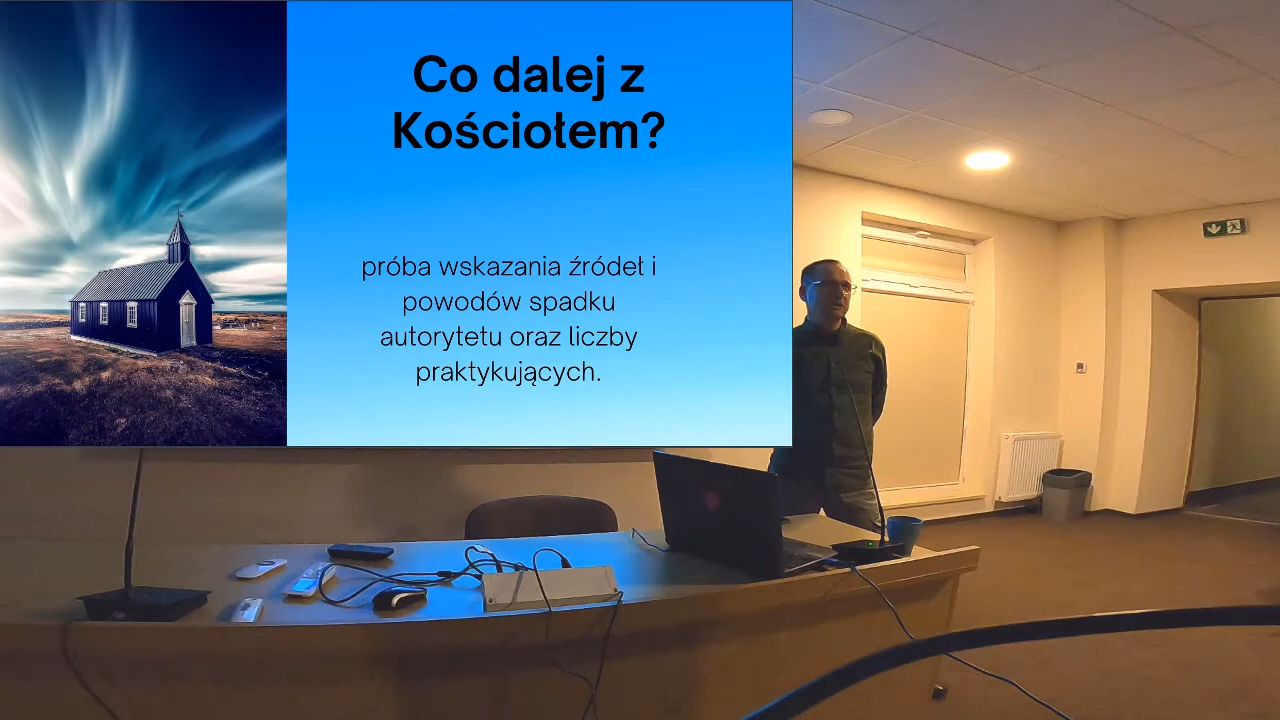 Co dalej z
Kościołem?
próba wskazania źródeł i
powodów spadku
autorytetu oraz liczby
praktykujących.